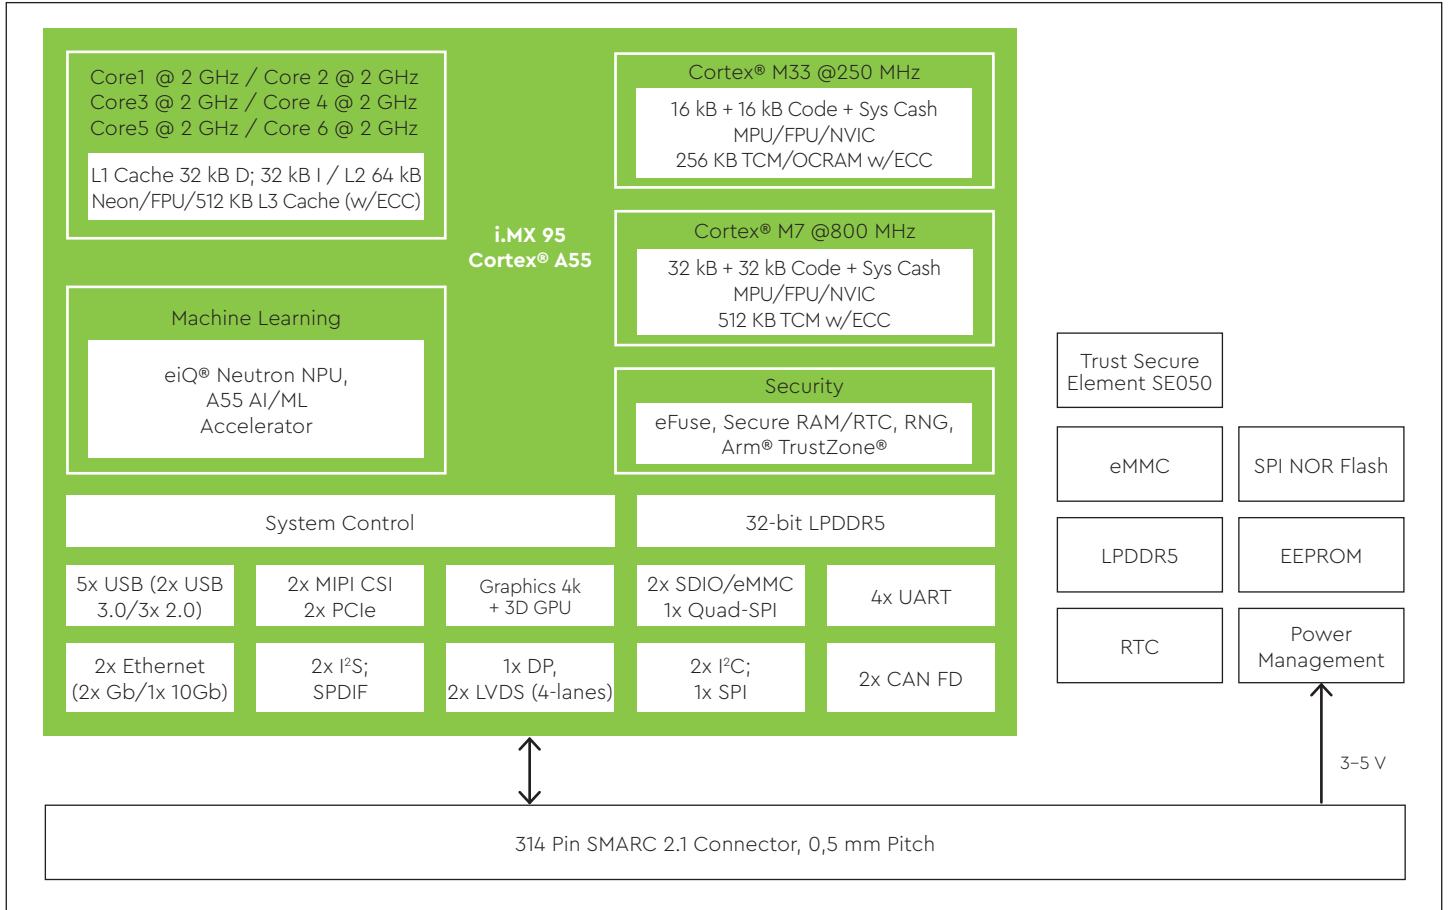 Core1 @ 2 GHz / Core 2 @ 2 GHz
Core3 @ 2 GHz / Core 4 @ 2 GHz
Core5 @ 2 GHz / Core 6 @ 2 GHz
L1 Cache 32 kB D; 32 kB I / L2 64 kB
Neon/FPU/512 KB L3 Cache (w/ECC)
i.MX 95
Cortex® A55
Cortex® M33 @250 MHz
16 kB + 16 kB Code + Sys Cash
MPU/FPU/NVIC
256 KB TCM/OCRAM w/ECC
Cortex® M7 @800 MHz
32 kB + 32 kB Code + Sys Cash
MPU/FPU/NVIC
512 KB TCM w/ECC
Machine Learning
eiQ® Neutron NPU,
A55 AI/ML
Accelerator
Security
eFuse, Secure RAM/RTC, RNG,
Arm® TrustZone®
System Control
32-bit LPDDR5
5x USB (2x USB
3.0/3x 2.0)
2x MIPI CSI
2x PCIe
Graphics 4k
+ 3D GPU
2x SDIO/eMMC
1x Quad-SPI
4x UART
2x Ethernet
(2x Gb/1x 10Gb)
2x I²S;
SPDIF
1x DP,
2x LVDS (4-lanes)
2x I²C;
1x SPI
2x CAN FD
Trust Secure
Element SE050
eMMC
SPI NOR Flash
LPDDR5
EEPROM
RTC
Power
Management
3–5 V
314 Pin SMARC 2.1 Connector, 0,5 mm Pitch